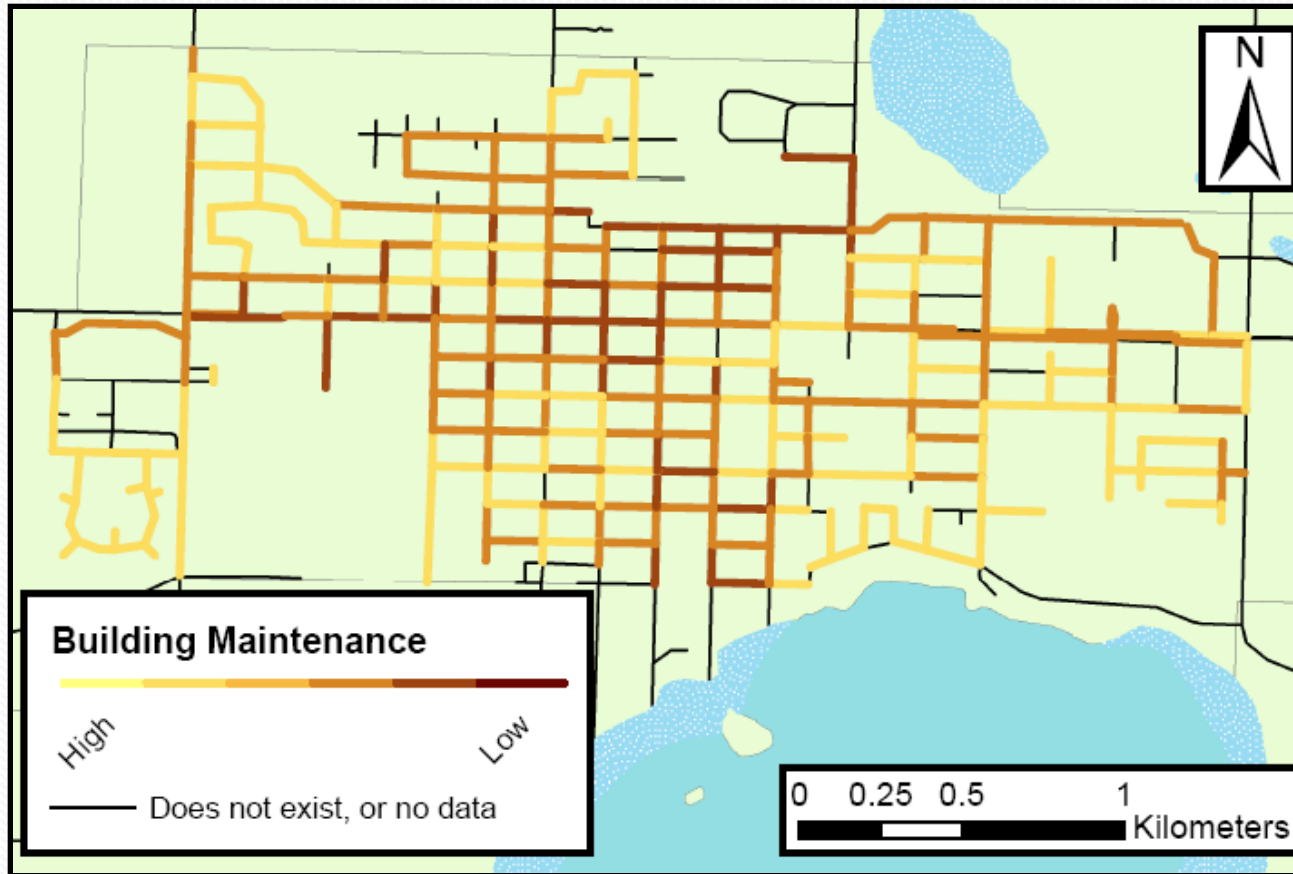 N
Building Maintenance
High
Low
Does not exist, or no data
0 0.25 0.5 1
Kilometers